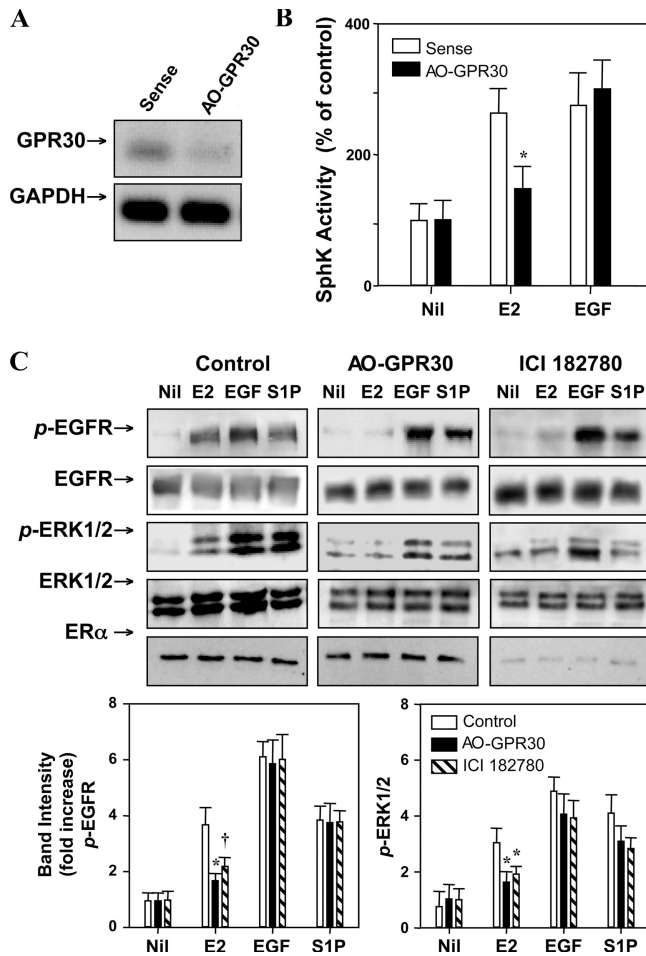 A
Sense
AO-GPR30
GPR30→
GAPDH→
B
SphK Activity (% of control)
400
200
0
Sense
AO-GPR30
*
Nil
E2
EGF
C
Control
AO-GPR30
ICI 182780
Nil E2 EGF S1P
Nil E2 EGF S1P
Nil E2 EGF S1P
p-EGFR→
EGFR→
p-ERK1/2→
ERK1/2→
ERα→
Band Intensity
(fold increase)
p-EGFR
8
6
4
2
0
*
†
Nil E2 EGF S1P
p-ERK1/2
8
6
4
2
0
Control
AO-GPR30
ICI 182780
* *
Nil E2 EGF S1P